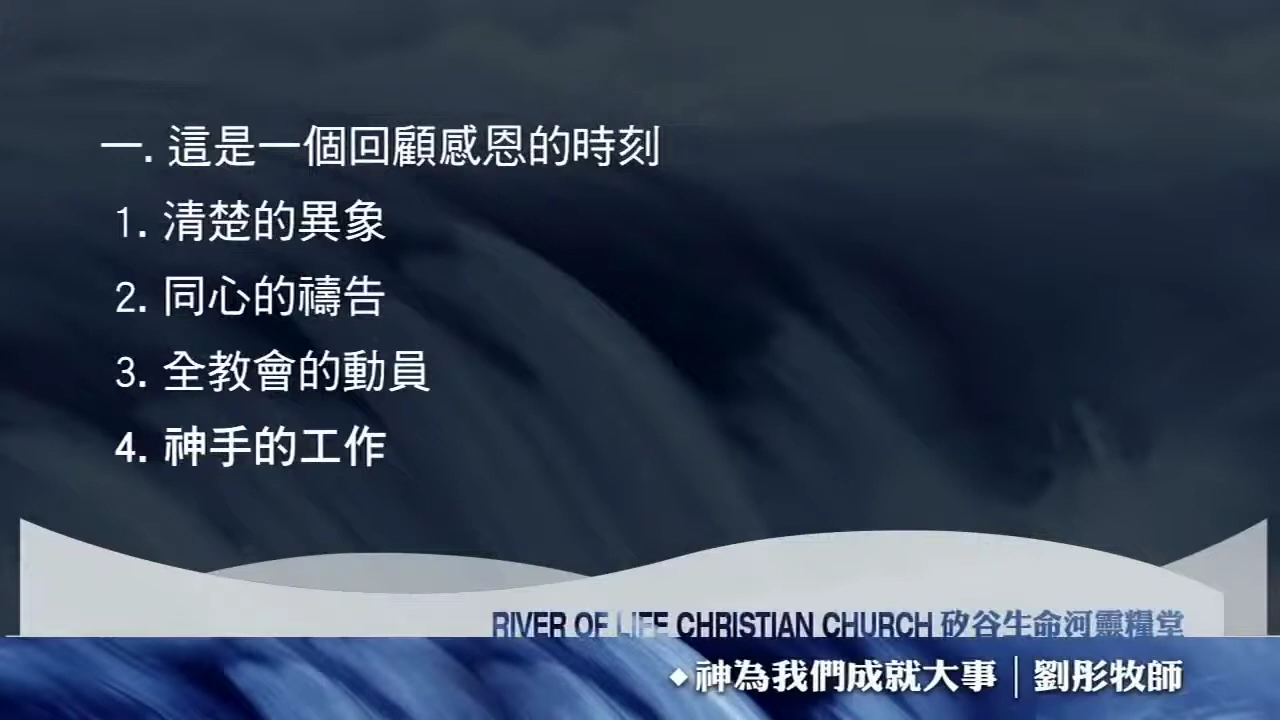 一. 這是一個回顧感恩的時刻
1. 清楚的異象
2. 同心的禱告
3. 全教會的動員
4. 神手的工作
RIVER OF LIFE CHRISTIAN CHURCH 矽谷生命河靈糧堂
◆神為我們成就大事｜劉彤牧師